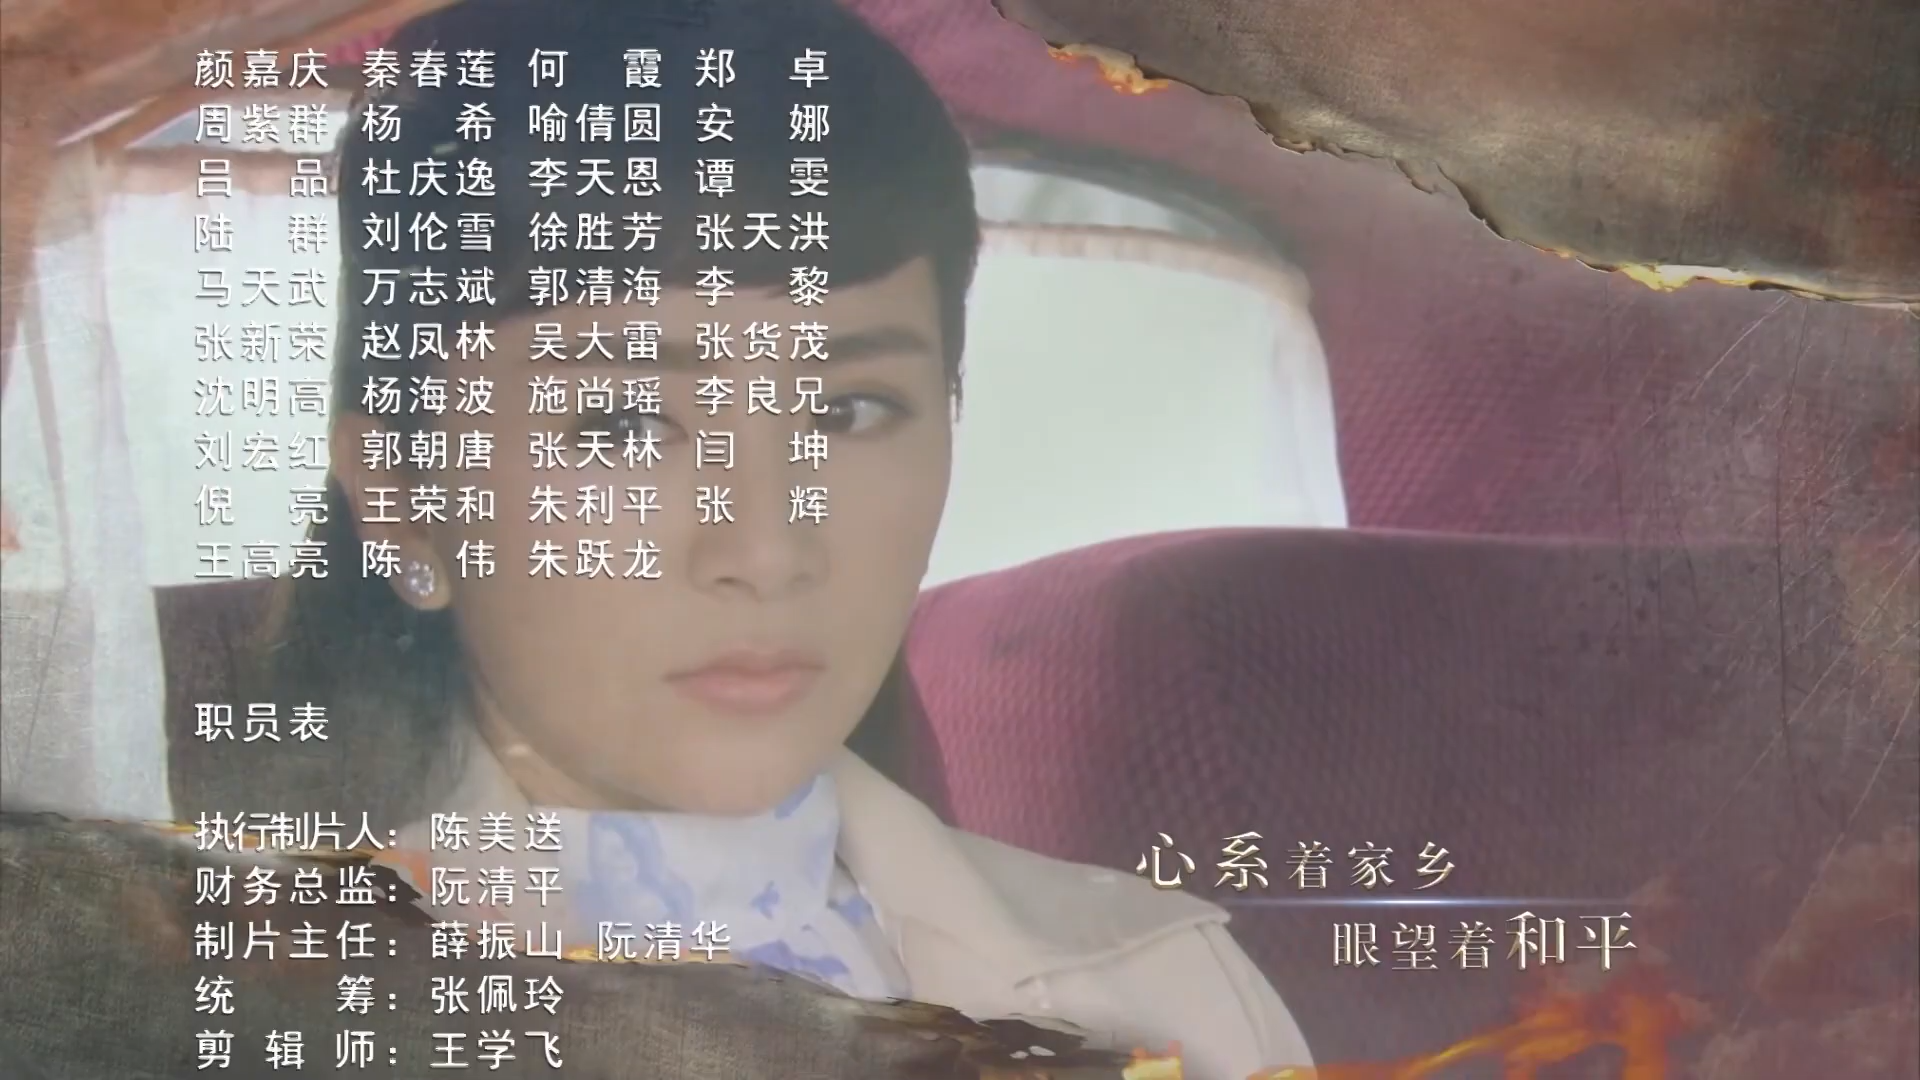 颜嘉庆 秦春莲 何霞 郑卓
周紫群 杨希 喻倩圆 安娜
吕品 杜庆逸 李天恩 谭雯
陆群 刘伦雪 徐胜芳 张天洪
马天武 万志斌 郭清海 李黎
张新荣 赵凤林 吴大雷 张货茂
沈明高 杨海波 施尚瑶 李良兄
刘宏红 郭朝唐 张天林 闫坤
倪亮 王荣和 朱利平 张辉
王高亮 陈伟 朱跃龙
职员表
执行制片人：陈美送
财务总监：阮清平
制片主任：薛振山 阮清华
统筹：张佩玲
剪辑师：王学飞
心系着家乡
眼望着和平